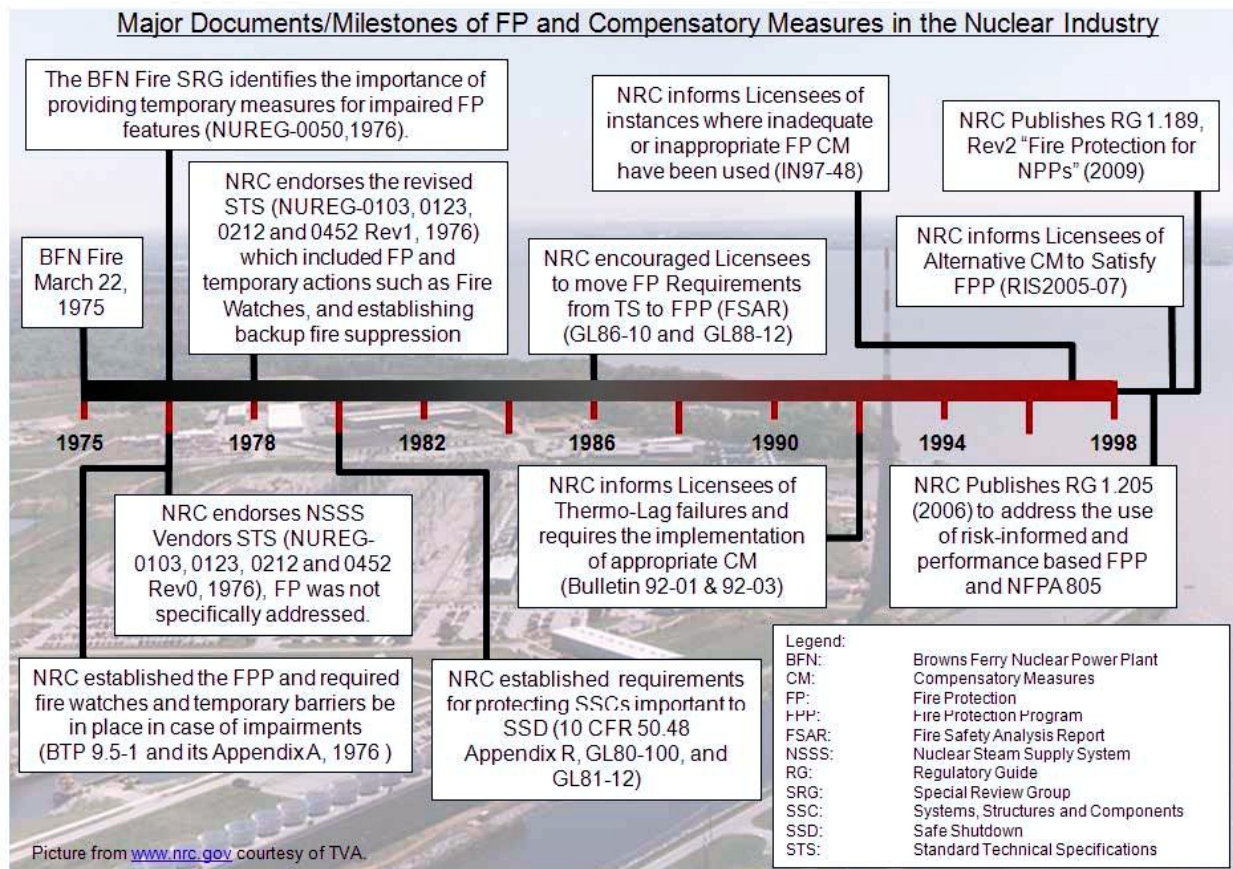 Major Documents/Milestones of FP and Compensatory Measures in the Nuclear Industry
The BFN Fire SRG identifies the importance of
providing temporary measures for impaired FP
features (NUREG-0050,1976).
NRC informs Licensees of
instances where inadequate
or inappropriate FP CM
have been used (IN97-48)
NRC Publishes RG 1.189,
Rev2 “Fire Protection for
NPPs” (2009)
BFN Fire
March 22,
1975
NRC endorses the revised
STS (NUREG-0103, 0123,
0212 and 0452 Rev1, 1976)
which included FP and
temporary actions such as Fire
Watches, and establishing
backup fire suppression
NRC encouraged Licensees
to move FP Requirements
from TS to FPP (FSAR)
(GL86-10 and GL88-12)
NRC informs Licensees of
Alternative CM to Satisfy
FPP (RIS2005-07)
1975 1978 1982 1986 1990 1994 1998
NRC endorses NSSS
Vendors STS (NUREG-
0103, 0123, 0212 and 0452
Rev0, 1976), FP was not
specifically addressed.
NRC informs Licensees of
Thermo-Lag failures and
requires the implementation
of appropriate CM
(Bulletin 92-01 & 92-03)
NRC Publishes RG 1.205
(2006) to address the use
of risk-informed and
performance based FPP
and NFPA 805
NRC established the FPP and required
fire watches and temporary barriers be
in place in case of impairments
(BTP 9.5-1 and its Appendix A, 1976 )
NRC established requirements
for protecting SSCs important to
SSD (10 CFR 50.48
Appendix R, GL80-100, and
GL81-12)
Legend:
BFN: Browns Ferry Nuclear Power Plant
CM: Compensatory Measures
FP: Fire Protection
FPP: Fire Protection Program
FSAR: Fire Safety Analysis Report
NSSS: Nuclear Steam Supply System
RG: Regulatory Guide
SRG: Special Review Group
SSC: Systems, Structures and Components
SSD: Safe Shutdown
STS: Standard Technical Specifications
Picture from www.nrc.gov courtesy of TVA.